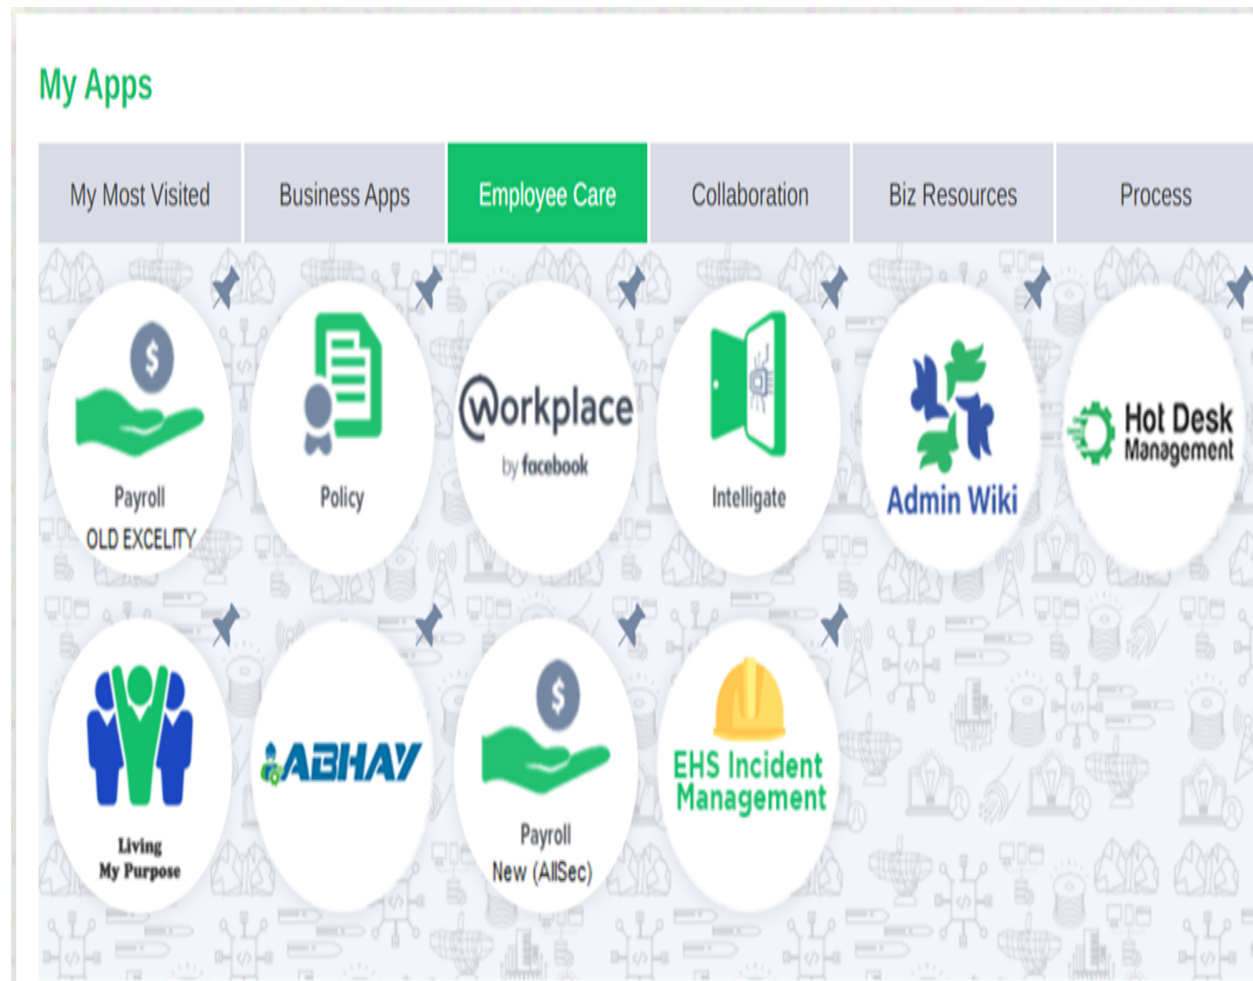 My Apps
My Most Visited
Business Apps
Employee Care
Collaboration
Biz Resources
Process
Payroll
OLD EXCELITY
Policy
Workplace
by facebook
Intelligate
Admin Wiki
Hot Desk
Management
Living
My Purpose
ABHAY
Payroll
New (AllSec)
EHS Incident
Management